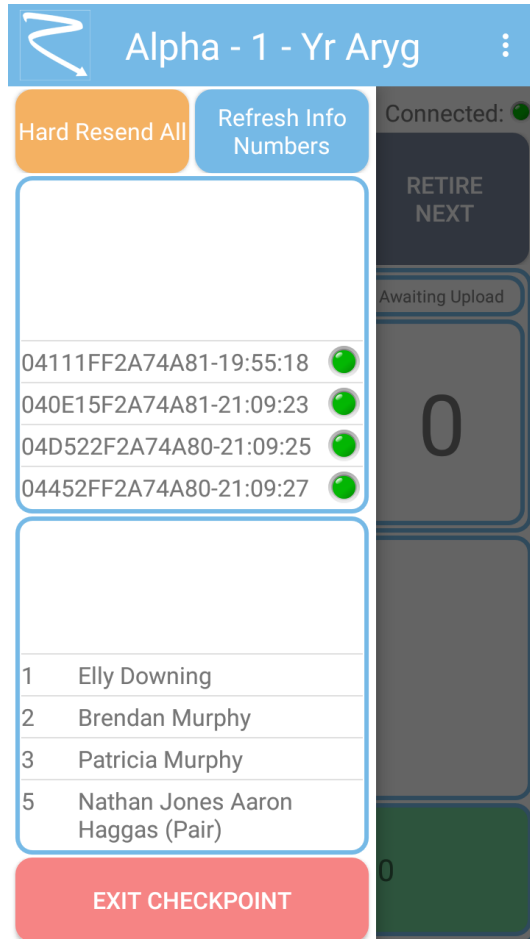 Alpha - 1 - Yr Aryg
Hard Resend All
Refresh Info
Numbers
Connected:
RETIRE
NEXT
Awaiting Upload
0
04111FF2A74A81-19:55:18
040E15F2A74A81-21:09:23
04D522F2A74A80-21:09:25
04452FF2A74A80-21:09:27
1 Elly Downing
2 Brendan Murphy
3 Patricia Murphy
5 Nathan Jones Aaron
Haggas (Pair)
0
EXIT CHECKPOINT